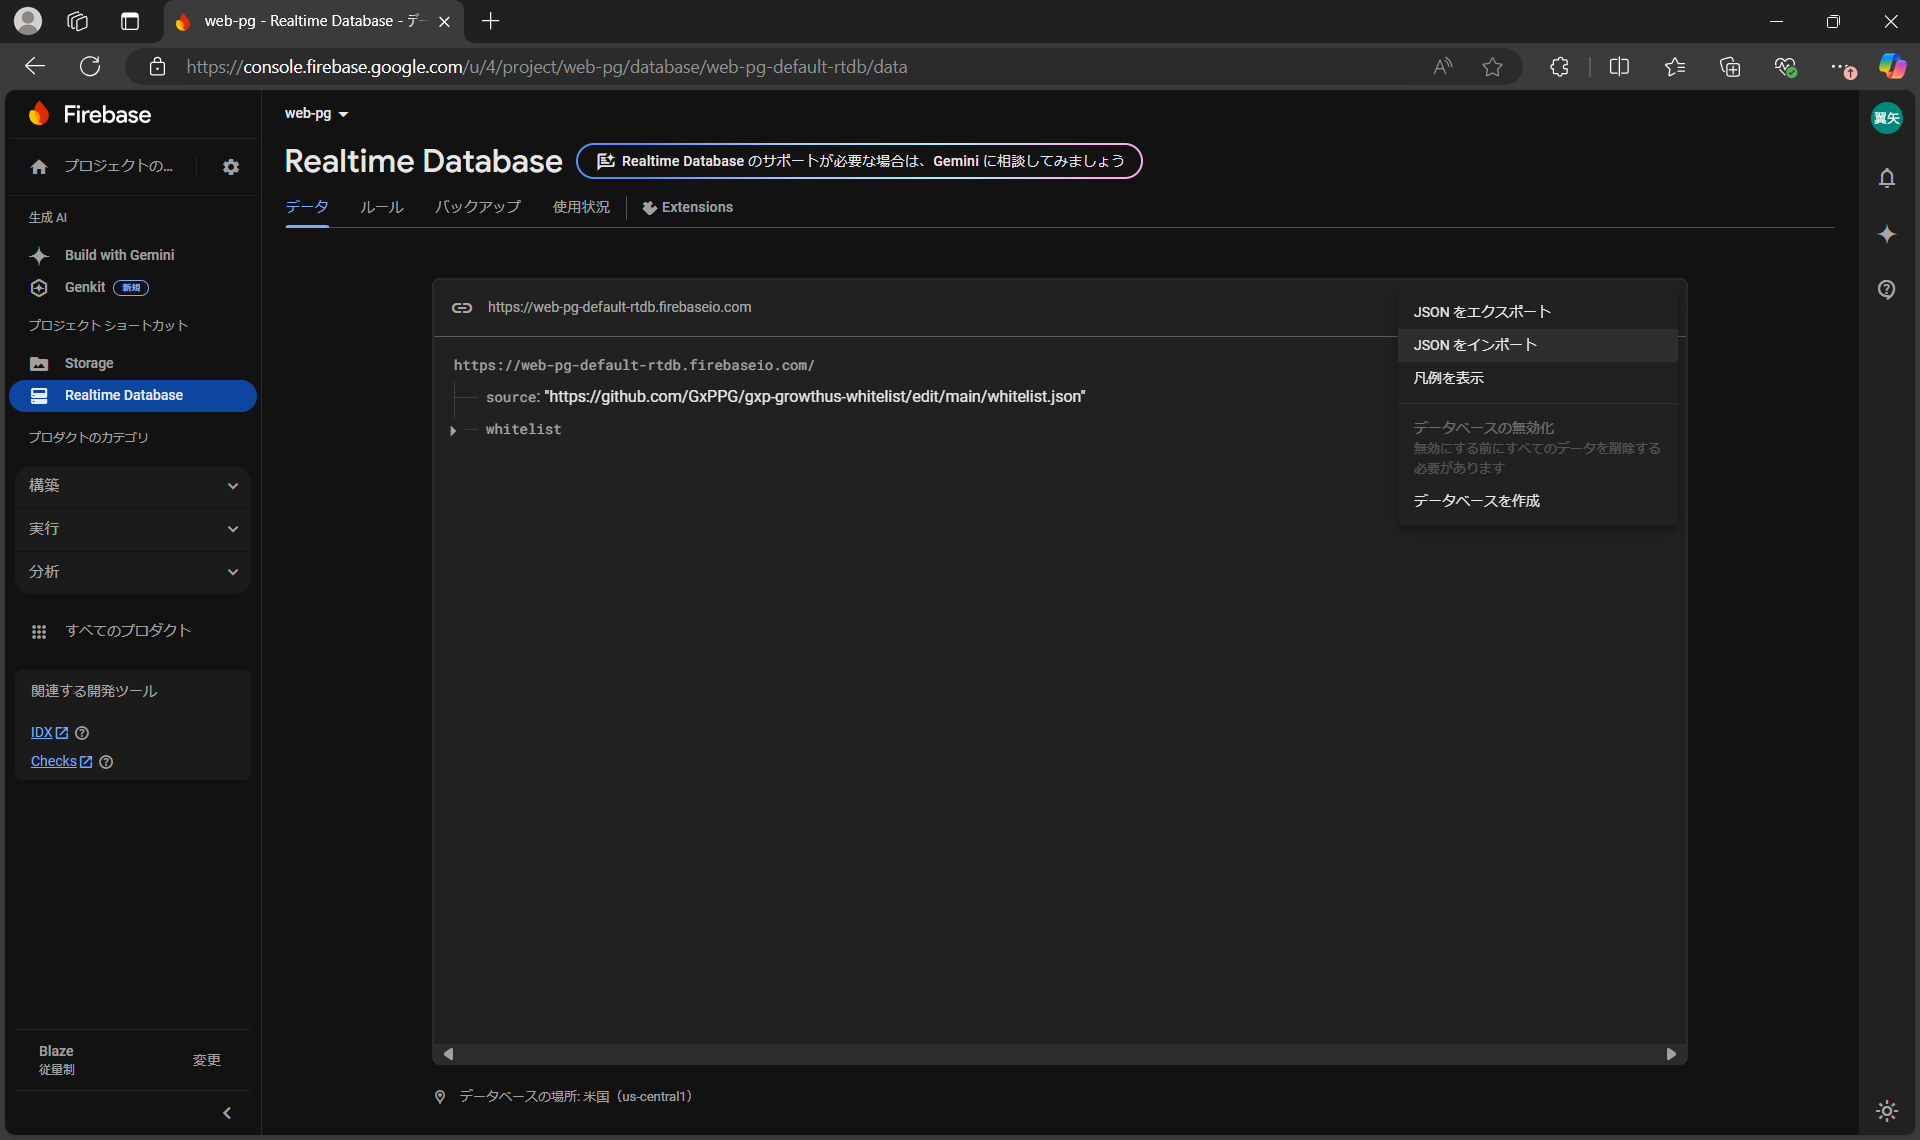 web-pg - Realtime Database - デ
https://console.firebase.google.com/u/4/project/web-pg/database/web-pg-default-rtdb/data
Firebase
web-pg
翼矢
プロジェクトの...
Realtime Database
Realtime Database のサポートが必要な場合は、Gemini に相談してみましょう
データ
ルール
バックアップ
使用状況
Extensions
生成 AI
Build with Gemini
Genkit
新規
プロジェクト ショートカット
Storage
Realtime Database
プロダクトのカテゴリ
構築
実行
分析
すべてのプロダクト
関連する開発ツール
IDX
Checks
Blaze
従量制
変更
https://web-pg-default-rtdb.firebaseio.com
https://web-pg-default-rtdb.firebaseio.com/
source: "https://github.com/GxPPG/gxp-growthus-whitelist/edit/main/whitelist.json"
whitelist
JSON をエクスポート
JSON をインポート
凡例を表示
データベースの無効化
無効にする前にすべてのデータを削除する
必要があります
データベースを作成
データベースの場所: 米国（us-central1）